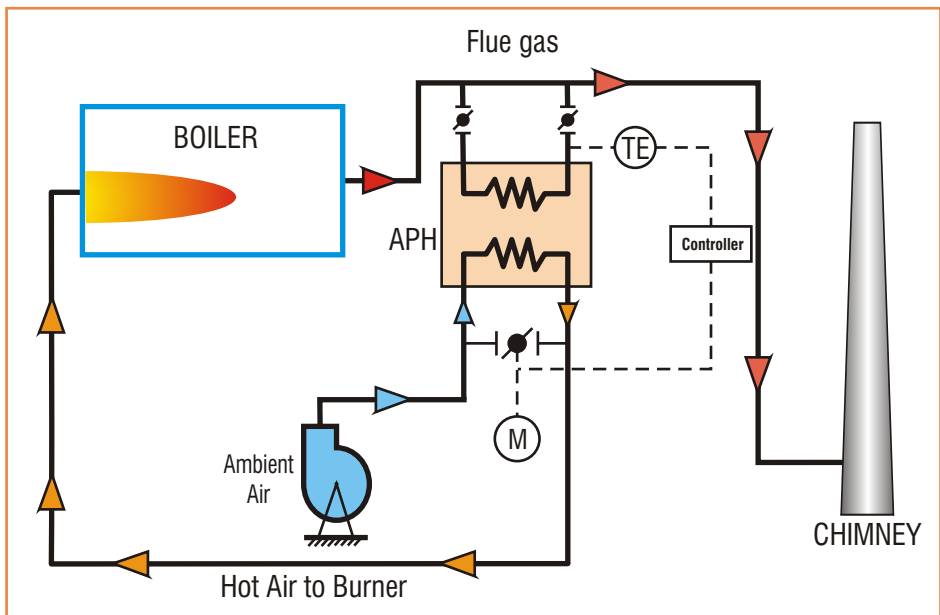 Flue gas
BOILER
TE
APH
Controller
M
Ambient
Air
CHIMNEY
Hot Air to Burner